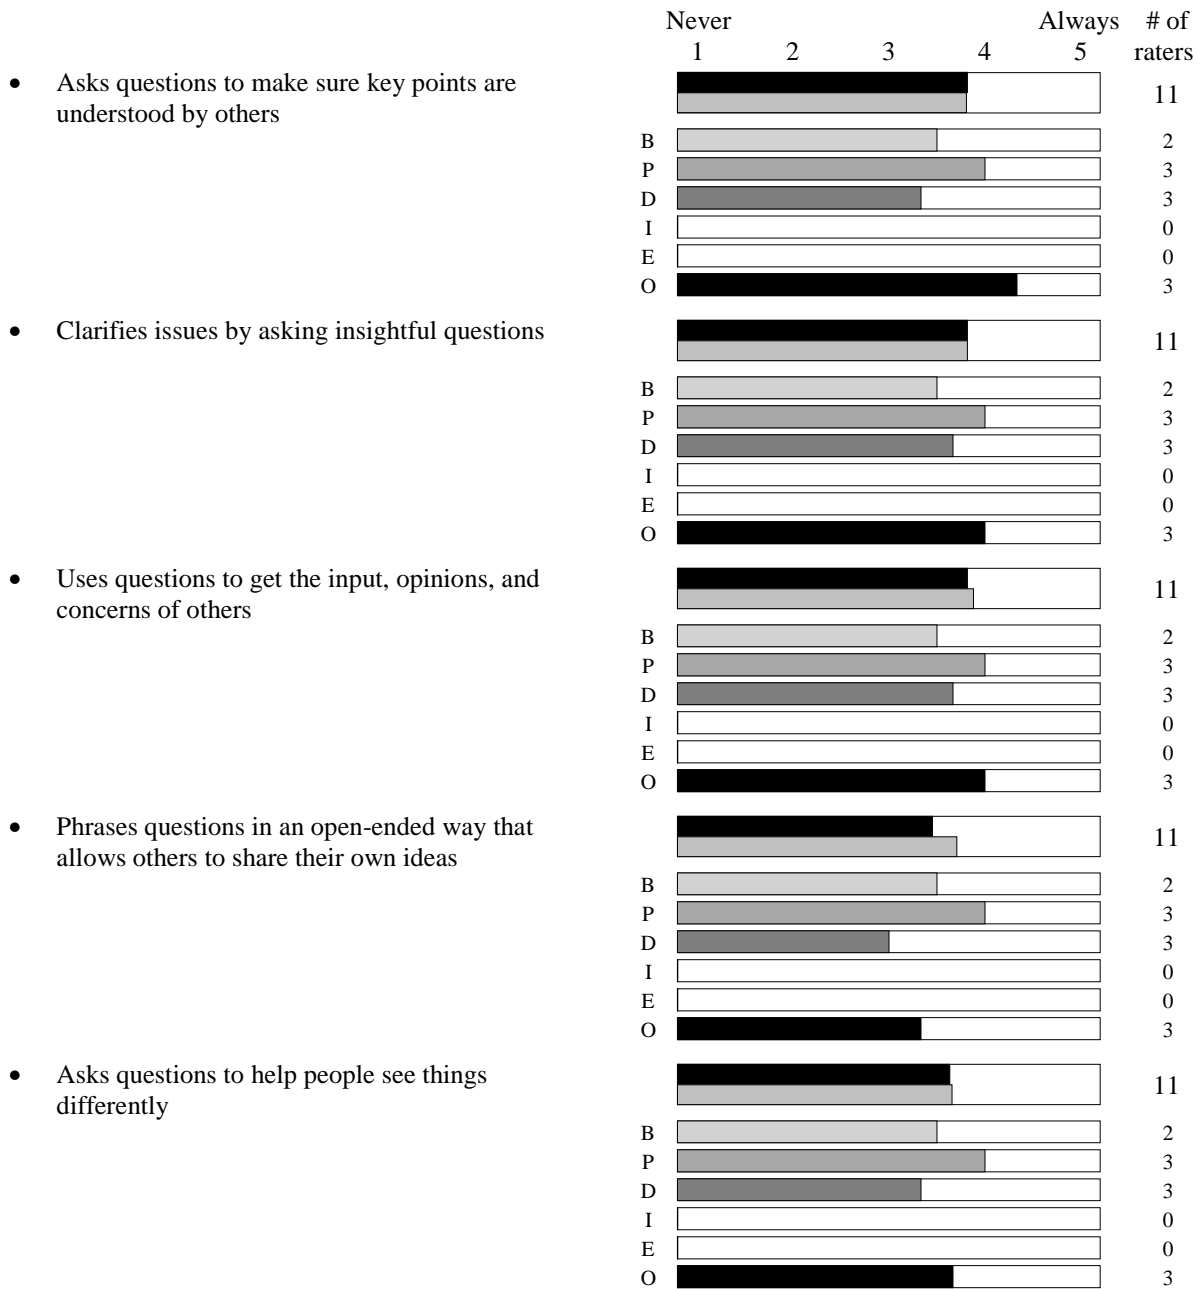 Never Always # of
1 2 3 4 5 raters
• Asks questions to make sure key points are 11
understood by others
B 2
P 3
D 3
I 0
E 0
O 3
• Clarifies issues by asking insightful questions 11
B 2
P 3
D 3
I 0
E 0
O 3
• Uses questions to get the input, opinions, and 11
concerns of others
B 2
P 3
D 3
I 0
E 0
O 3
• Phrases questions in an open-ended way that 11
allows others to share their own ideas
B 2
P 3
D 3
I 0
E 0
O 3
• Asks questions to help people see things 11
differently
B 2
P 3
D 3
I 0
E 0
O 3